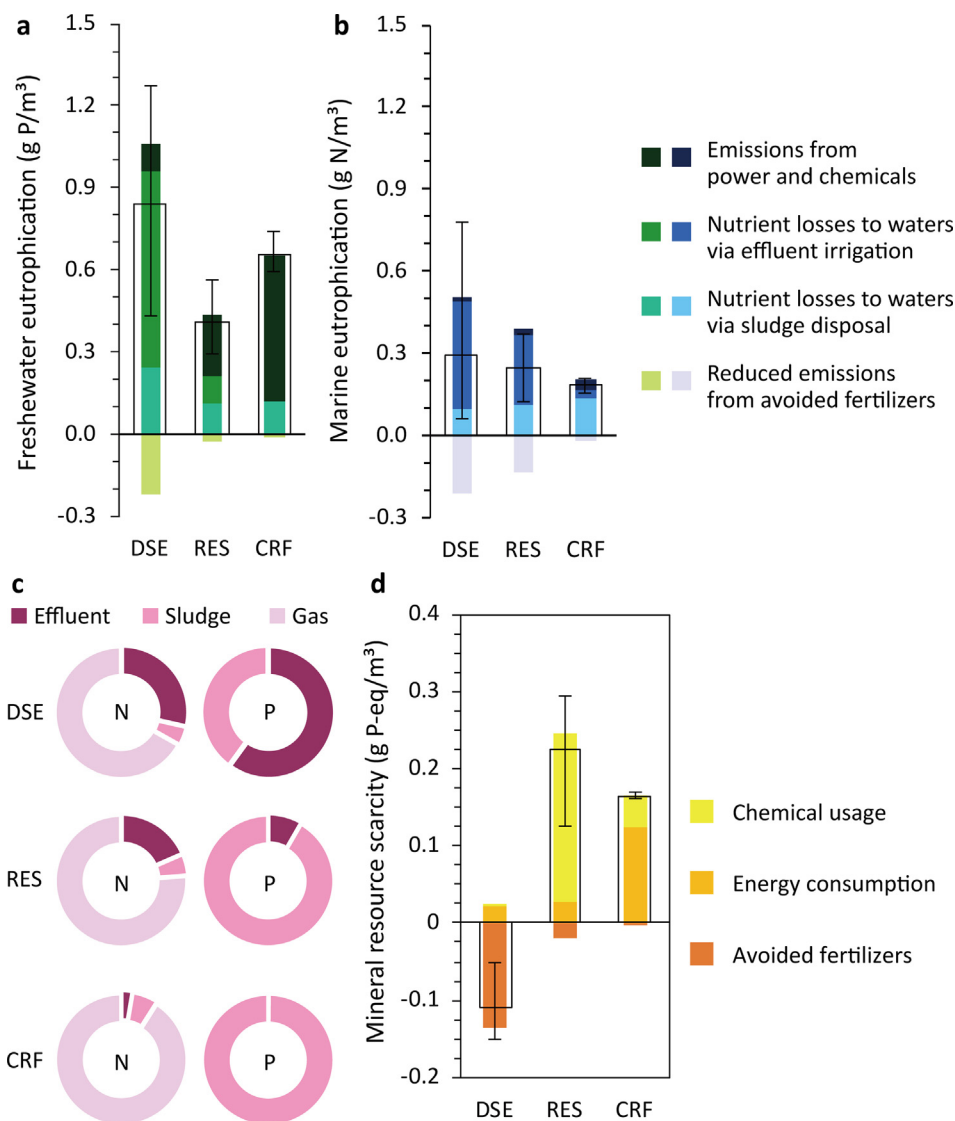 a
Freshewater eutrophication (g P/m³)
1.5
1.2
0.9
0.6
0.3
0.0
-0.3
DSE RES CRF
b
Marine eutrophication (g N/m³)
1.5
1.2
0.9
0.6
0.3
0.0
-0.3
DSE RES CRF
Emissions from
power and chemicals
Nutrient losses to waters
via effluent irrigation
Nutrient losses to waters
via sludge disposal
Reduced emissions
from avoided fertilizers
c
Effluent Sludge Gas
DSE N P
RES N P
CRF N P
d
Mineral resource scarcity (g P-eq/m³)
0.4
0.3
0.2
0.1
0
-0.1
-0.2
DSE RES CRF
Chemical usage
Energy consumption
Avoided fertilizers